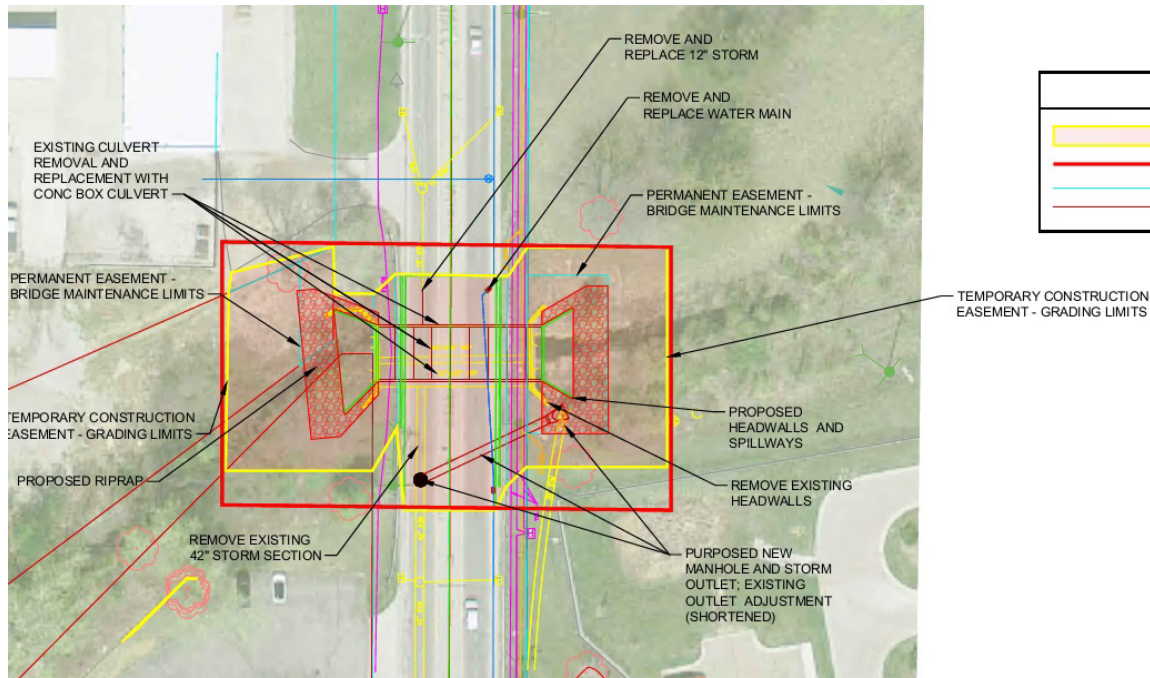 REMOVE AND
REPLACE 12" STORM
REMOVE AND
REPLACE WATER MAIN
EXISTING CULVERT
REMOVAL AND
REPLACEMENT WITH
CONC BOX CULVERT
PERMANENT EASEMENT -
BRIDGE MAINTENANCE LIMITS
PERMANENT EASEMENT -
BRIDGE MAINTENANCE LIMITS
TEMPORARY CONSTRUCTION
EASEMENT - GRADING LIMITS
TEMPORARY CONSTRUCTION
EASEMENT - GRADING LIMITS
PROPOSED
HEADWALLS AND
SPILLWAYS
PROPOSED RIPRAP
REMOVE EXISTING
HEADWALLS
REMOVE EXISTING
42" STORM SECTION
PURPOSED NEW
MANHOLE AND STORM
OUTLET; EXISTING
OUTLET ADJUSTMENT
(SHORTENED)